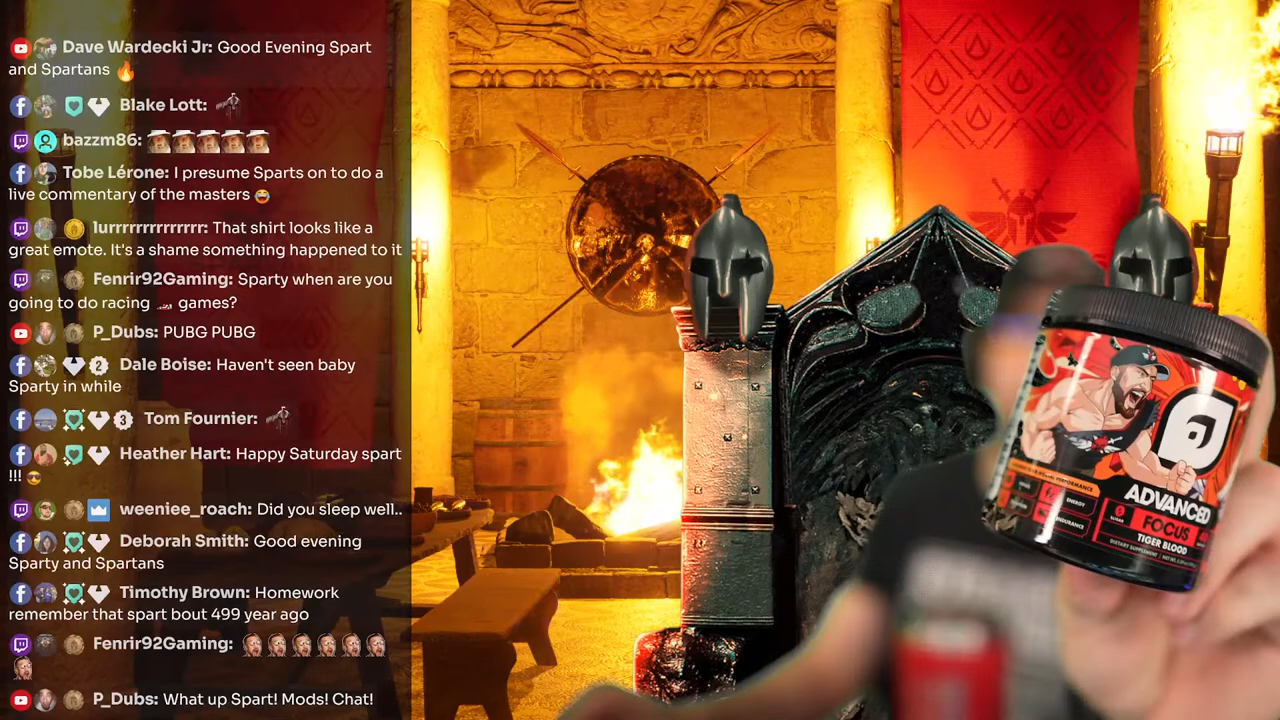 Dave Wardecki Jr: Good Evening Spart
and Spartans
Blake Lott:
bazzm86:
Tobe Lérone: I presume Sparts on to do a
live commentary of the masters
lurrrrrrrrrrrrrr: That shirt looks like a
great emote. It's a shame something happened to it
Fenrir92Gaming: Sparty when are you
going to do racing games?
P_Dubs: PUBG PUBG
2 Dale Boise: Haven't seen baby
Sparty in while
3 Tom Fournier:
Heather Hart: Happy Saturday spart
!!!
weeniee_roach: Did you sleep well..
Deborah Smith: Good evening
Sparty and Spartans
Timothy Brown: Homework
remember that spart bout 499 year ago
Fenrir92Gaming:
P_Dubs: What up Spart! Mods! Chat!
ADVANCED
FOCUS
TIGER BLOOD
DIETARY SUPPLEMENT
ENERGY
ENDURANCE